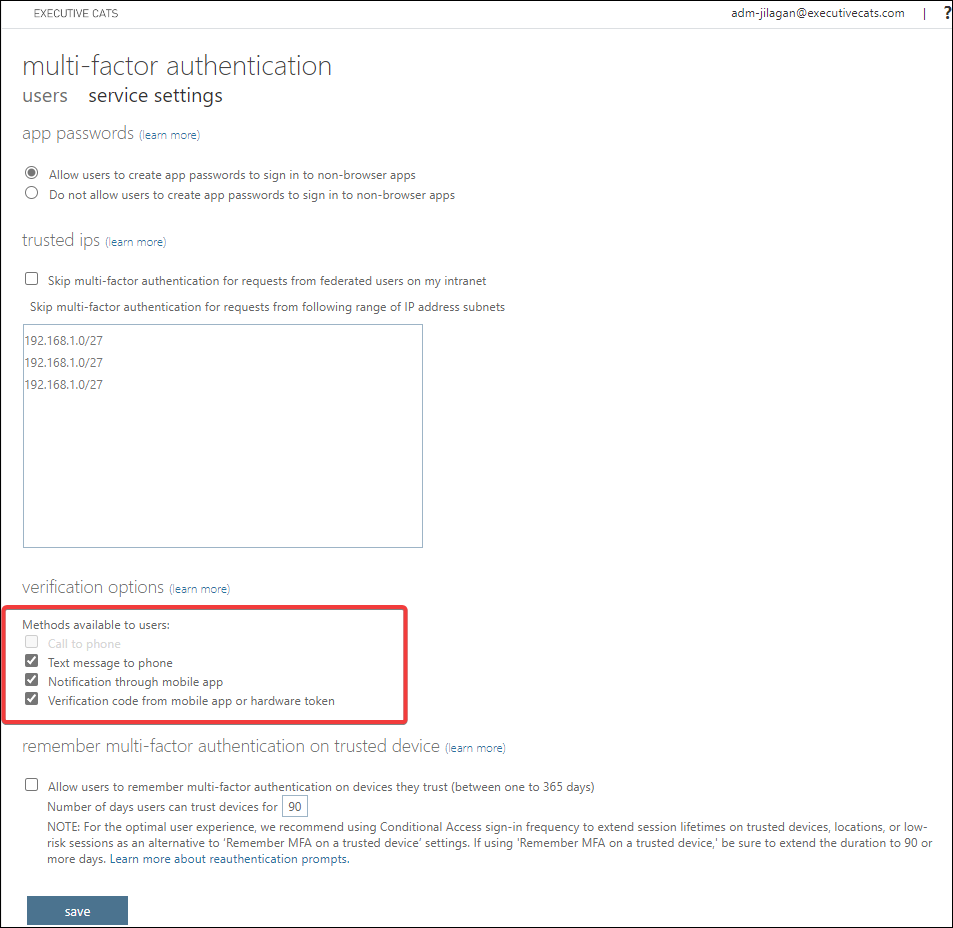 EXECUTIVE CATS
adm-jilagan@executivecats.com | ?
multi-factor authentication
users service settings
app passwords (learn more)
Allow users to create app passwords to sign in to non-browser apps
Do not allow users to create app passwords to sign in to non-browser apps
trusted ips (learn more)
Skip multi-factor authentication for requests from federated users on my intranet
Skip multi-factor authentication for requests from following range of IP address subnets
192.168.1.0/27
192.168.1.0/27
192.168.1.0/27
verification options (learn more)
Methods available to users:
Call to phone
Text message to phone
Notification through mobile app
Verification code from mobile app or hardware token
remember multi-factor authentication on trusted device (learn more)
Allow users to remember multi-factor authentication on devices they trust (between one to 365 days)
Number of days users can trust devices for 90
NOTE: For the optimal user experience, we recommend using Conditional Access sign-in frequency to extend session lifetimes on trusted devices, locations, or low-
risk sessions as an alternative to 'Remember MFA on a trusted device' settings. If using 'Remember MFA on a trusted device,' be sure to extend the duration to 90 or
more days. Learn more about reauthentication prompts.
save